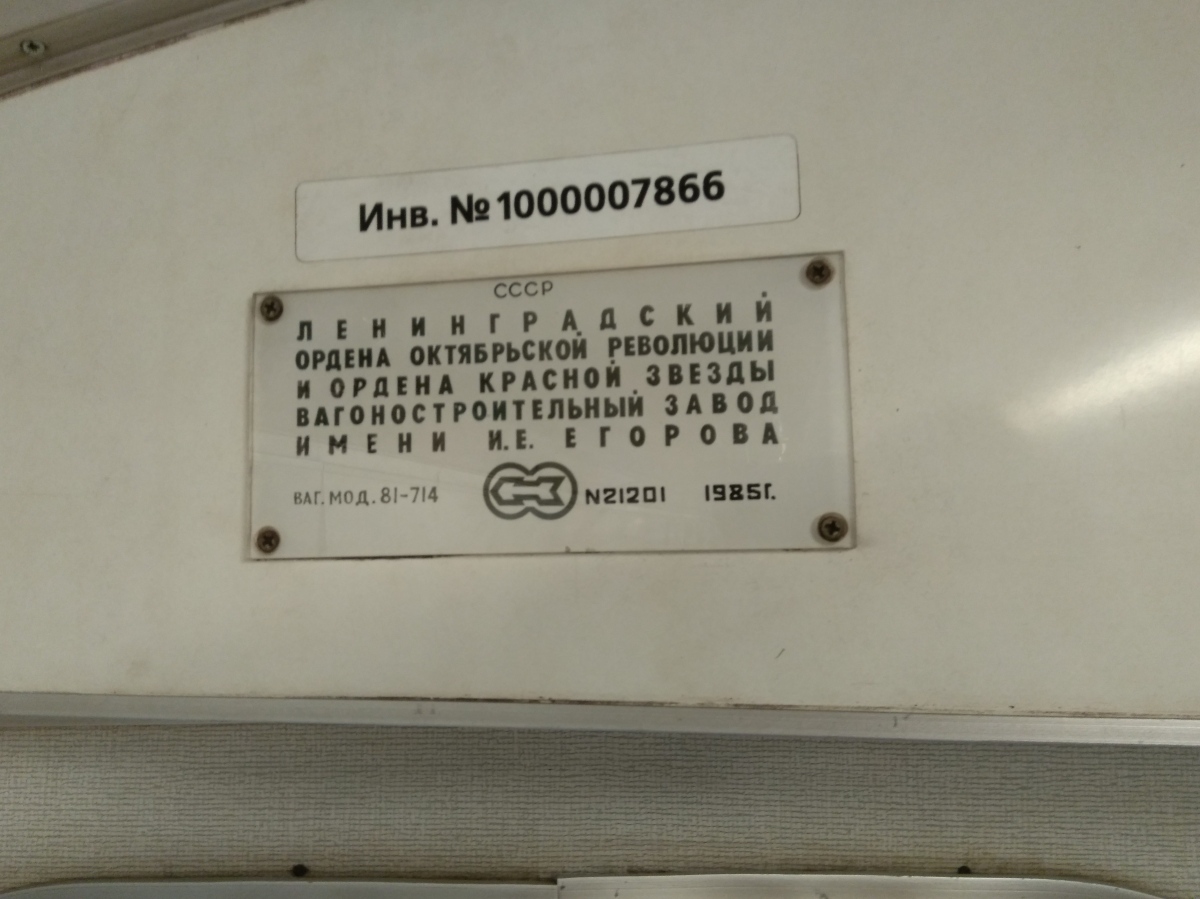 Инв. №1000007866
СССР
ЛЕНИНГРАДСКИЙ
ОРДЕНА ОКТЯБРЬСКОЙ РЕВОЛЮЦИИ
И ОРДЕНА КРАСНОЙ ЗВЕЗДЫ
ВАГОНОСТРОИТЕЛЬНЫЙ ЗАВОД
ИМЕНИ И.Е. ЕГОРОВА
ВАГ. МОД. 81-714 N21201 1985Г.